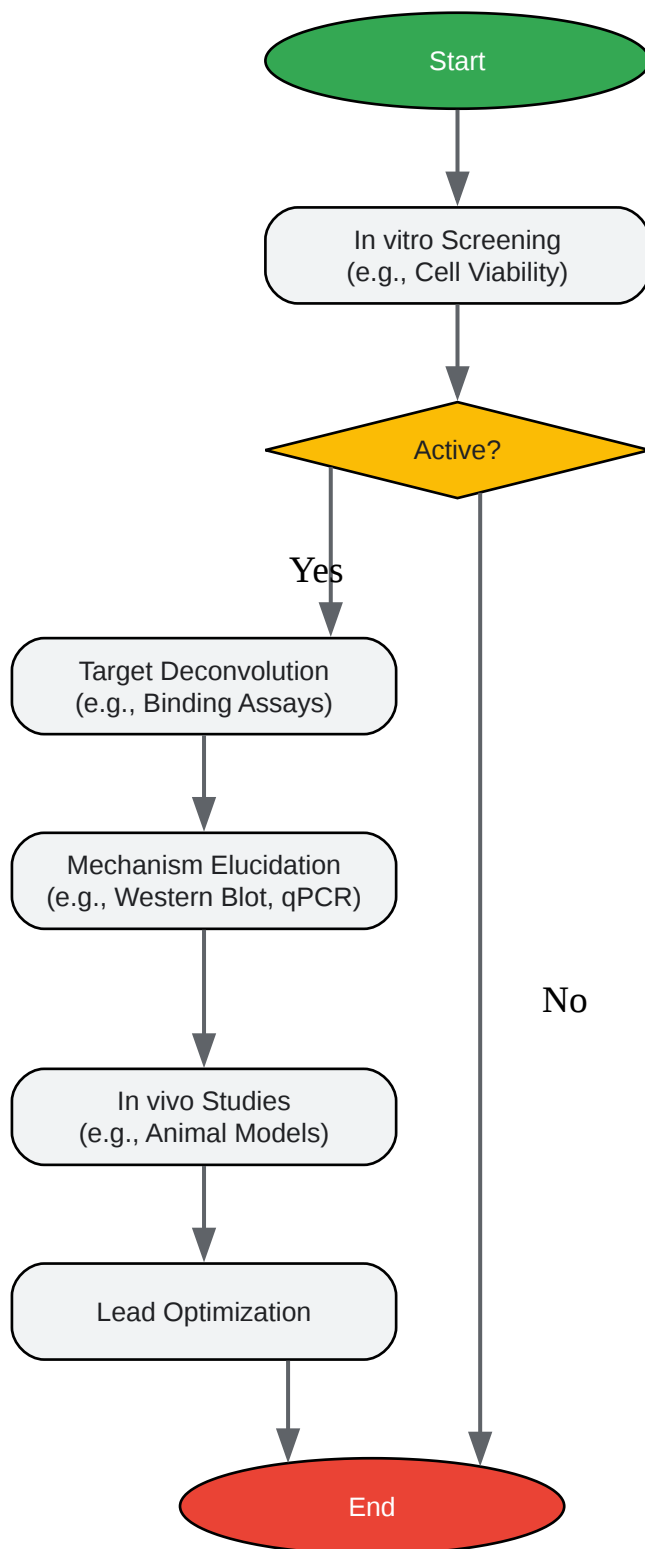 Start
In vitro Screening
(e.g., Cell Viability)
Active?
Yes
Target Deconvolution
(e.g., Binding Assays)
Mechanism Elucidation
(e.g., Western Blot, qPCR)
No
In vivo Studies
(e.g., Animal Models)
Lead Optimization
End